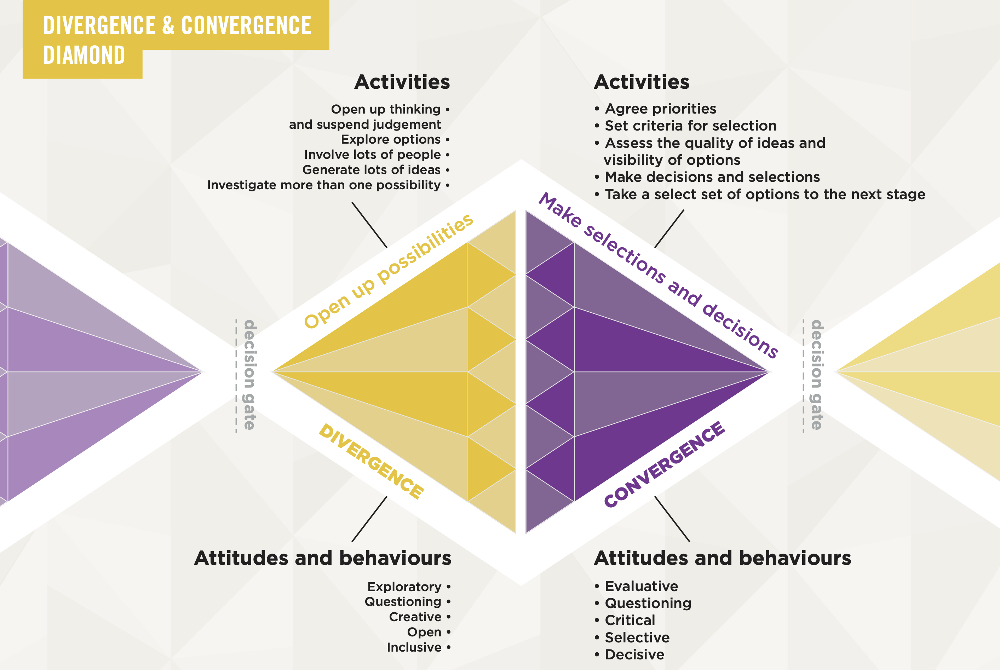 DIVERGENCE & CONVERGENCE
DIAMOND
Activities
Open up thinking •
and suspend judgement
Explore options •
Involve lots of people •
Generate lots of ideas •
Investigate more than one possibility •
Activities
• Agree priorities
• Set criteria for selection
• Assess the quality of ideas and
visibility of options
• Make decisions and selections
• Take a select set of options to the next stage
Open up possibilities
Make selections and decisions
decision gate
decision gate
DIVERGENCE
CONVERGENCE
Attitudes and behaviours
Exploratory •
Questioning •
Creative •
Open •
Inclusive •
Attitudes and behaviours
• Evaluative
• Questioning
• Critical
• Selective
• Decisive